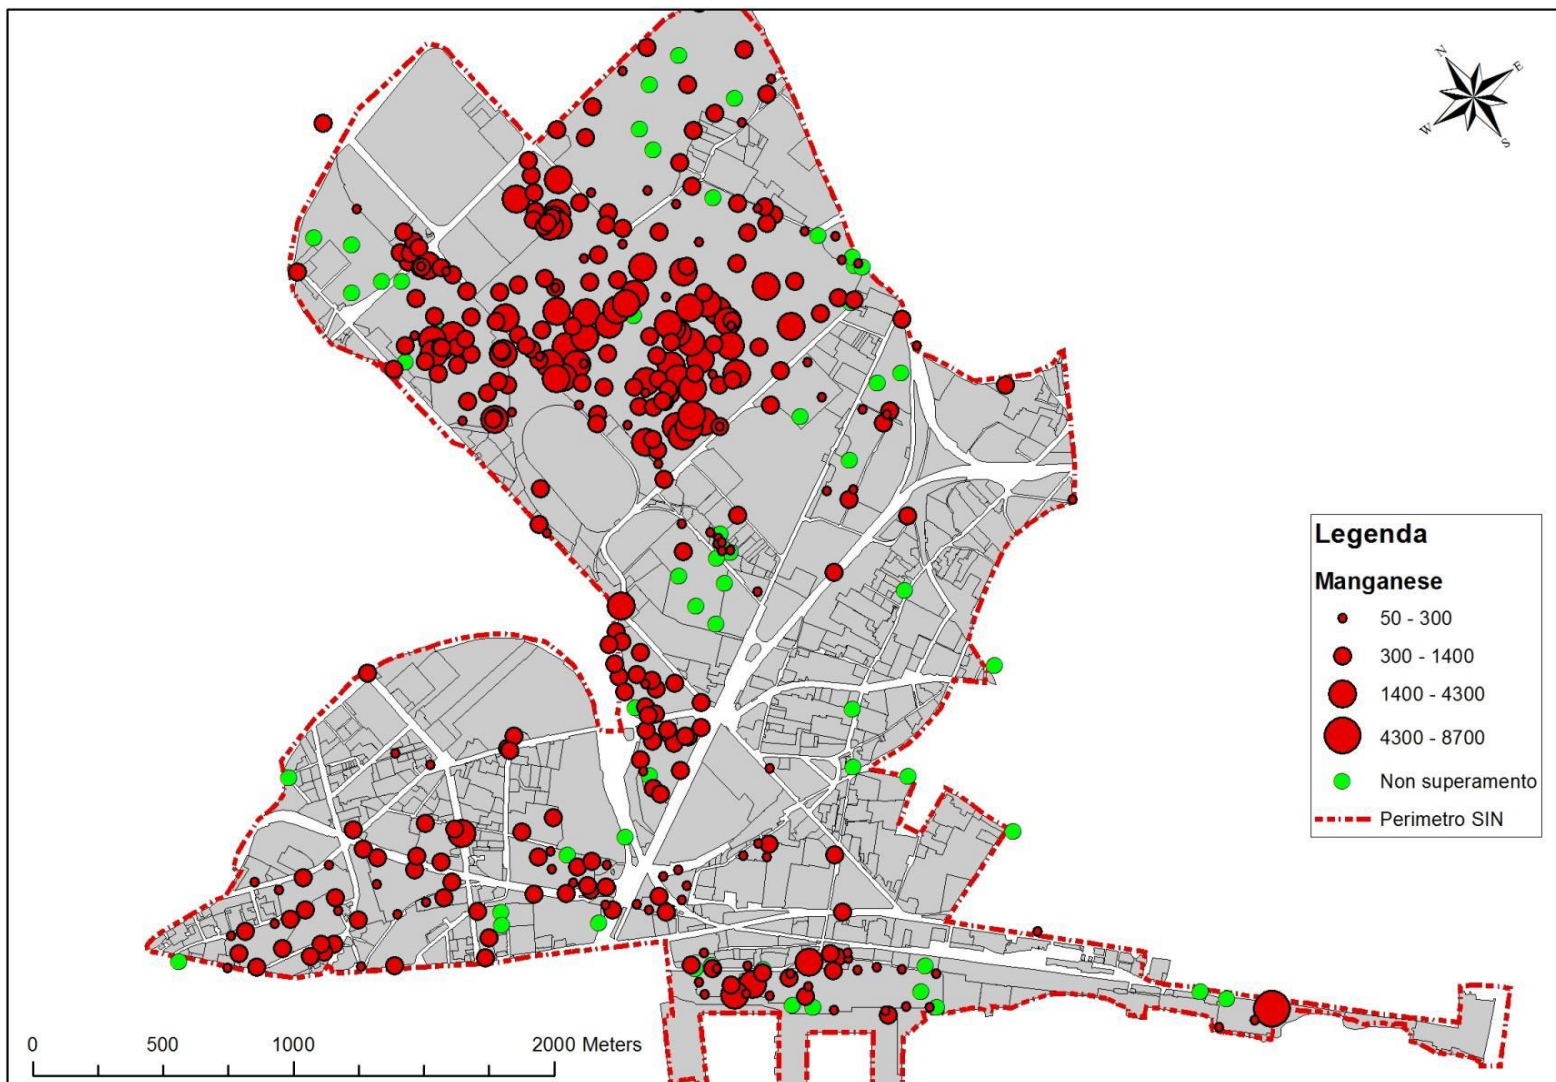 N
E
W
S
Legenda
Manganese
50 - 300
300 - 1400
1400 - 4300
4300 - 8700
Non superamento
Perimetro SIN
0 500 1000 2000 Meters